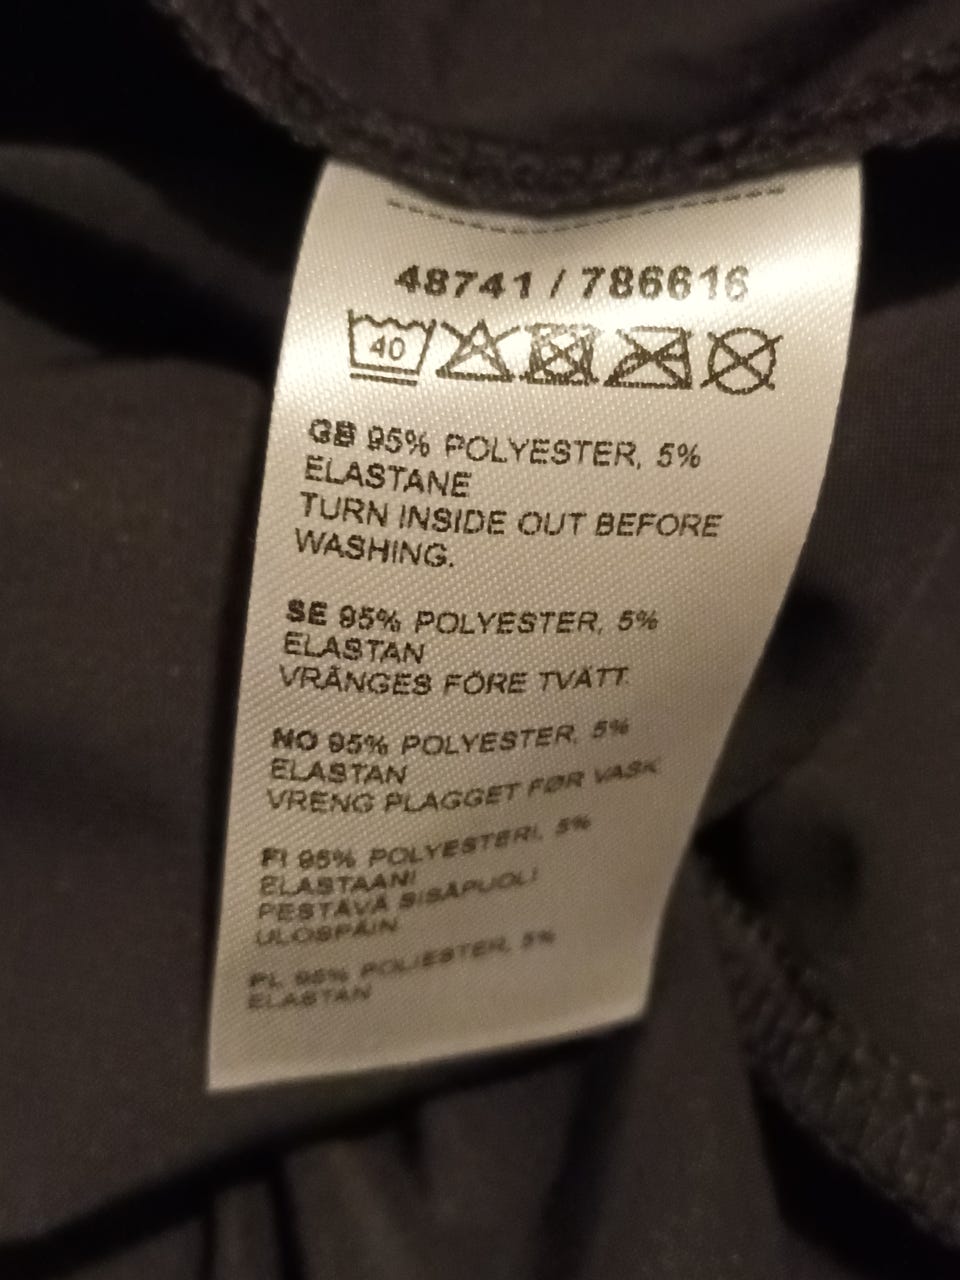 48741 / 786616
40
GB 95% POLYESTER, 5%
ELASTANE
TURN INSIDE OUT BEFORE
WASHING.
SE 95% POLYESTER, 5%
ELASTAN
VRÄNGES FÖRE TVÄTT.
NO 95% POLYESTER, 5%
ELASTAN
VRENG PLAGGET FØR VASK
FI 95% POLYESTERI, 5%
ELASTAANI
PESTÄVÄ SISÄPUOLI
ULOSPÄIN
PL 95% POLIESTER, 5%
ELASTAN